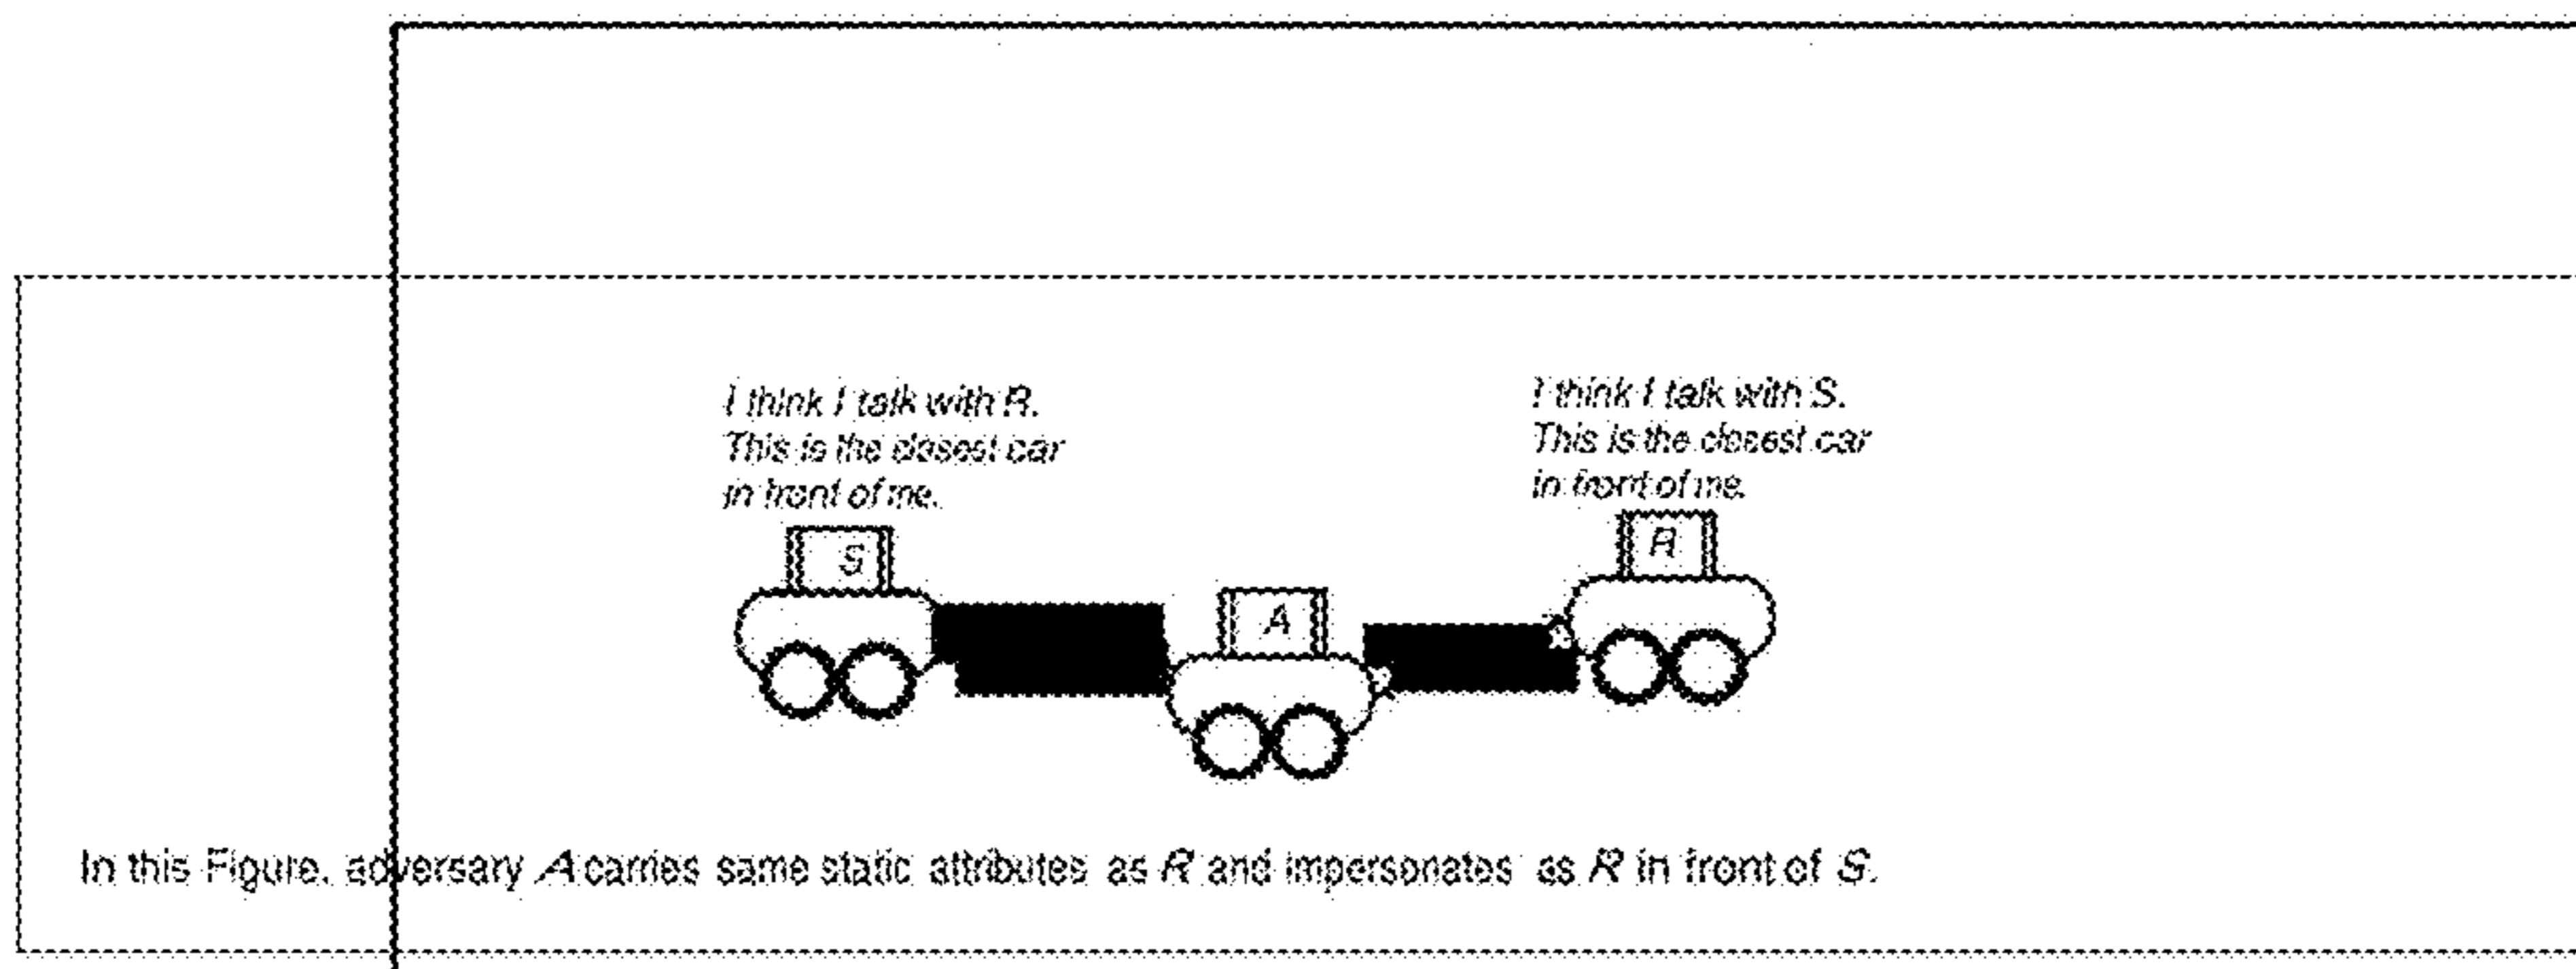 I think I talk with R.
This is the closest car
in front of me.
I think I talk with S.
This is the closest car
in front of me.
S
A
R
In this Figure, adversary A carries same static attributes as R and impersonates as R in front of S.